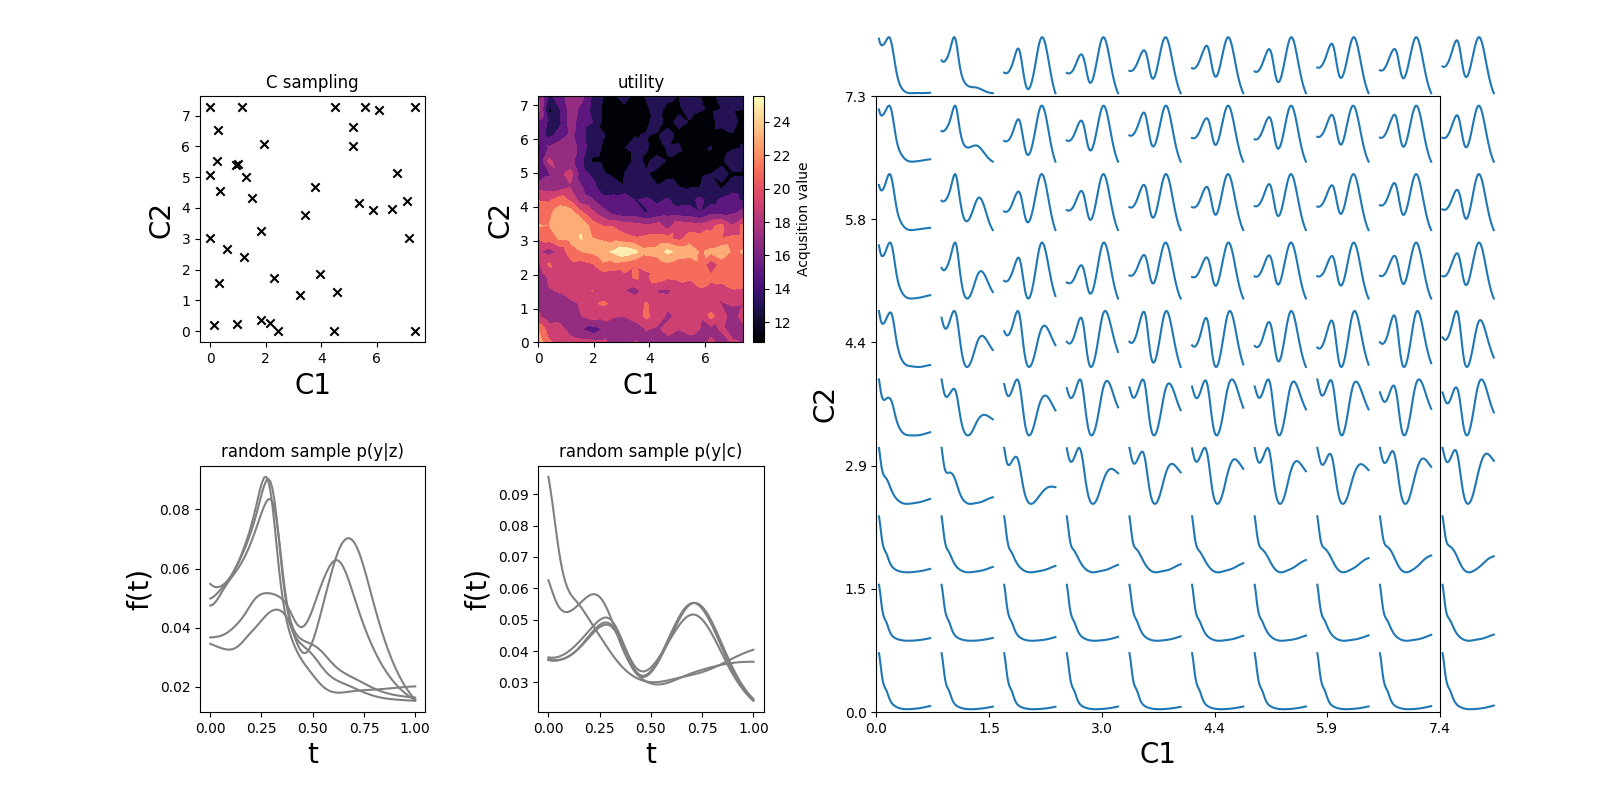 C sampling
C2
7
6
5
4
3
2
1
0
0 2 4 6
C1
utility
C2
7
6
5
4
3
2
1
0
0 2 4 6
C1
24
22
20
18
16
14
12
Acqusition value
random sample p(y|z)
f(t)
0.08
0.06
0.04
0.02
0.00 0.25 0.50 0.75 1.00
t
random sample p(y|c)
f(t)
0.09
0.08
0.07
0.06
0.05
0.04
0.03
0.00 0.25 0.50 0.75 1.00
t
C2
7.3
5.8
4.4
2.9
1.5
0.0
0.0 1.5 3.0 4.4 5.9 7.4
C1